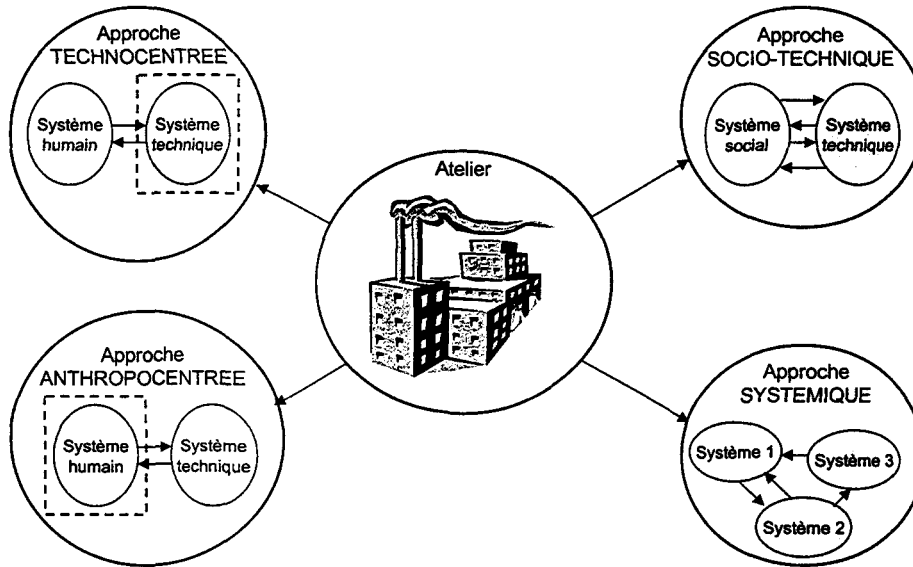 Approche
TECHNOCENTREE
Système
humain
Système
technique
Approche
SOCIO-TECHNIQUE
Système
social
Système
technique
Atelier
Approche
ANTHROPOCENTREE
Système
humain
Système
technique
Approche
SYSTEMIQUE
Système 1
Système 3
Système 2